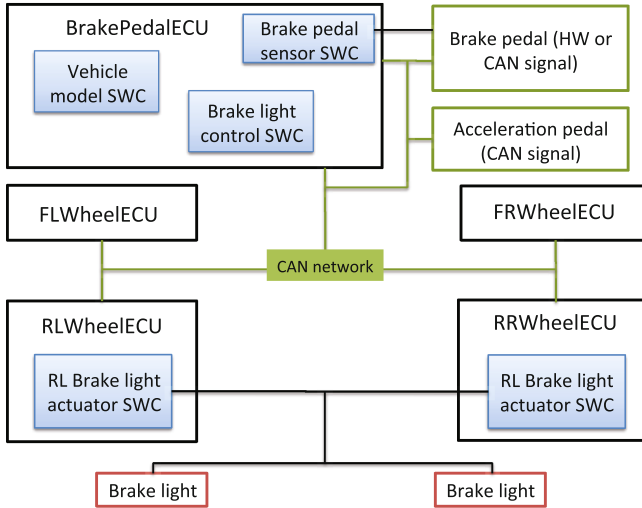 BrakePedalECU
Brake pedal
sensor SWC
Vehicle
model SWC
Brake light
control SWC
Brake pedal (HW or
CAN signal)
Acceleration pedal
(CAN signal)
FLWheelECU
FRWheelECU
CAN network
RLWheelECU
RL Brake light
actuator SWC
RRWheelECU
RL Brake light
actuator SWC
Brake light
Brake light